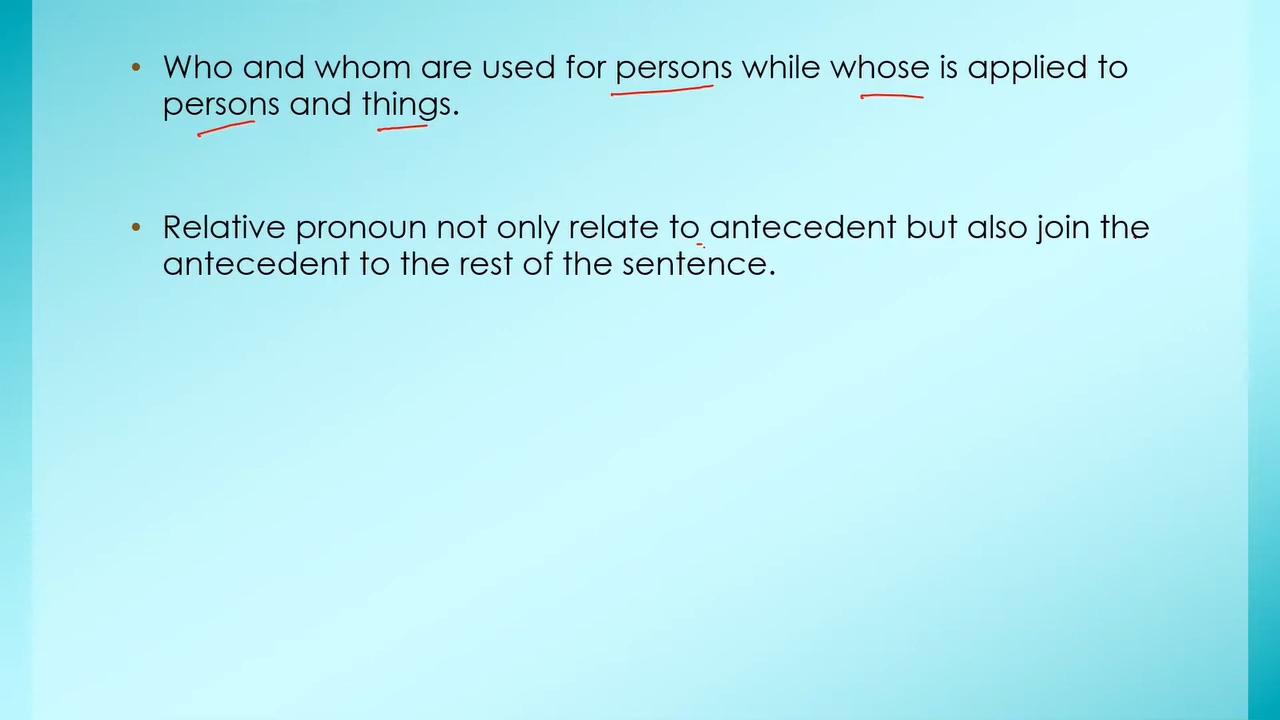 • Who and whom are used for persons while whose is applied to
persons and things.
• Relative pronoun not only relate to antecedent but also join the
antecedent to the rest of the sentence.